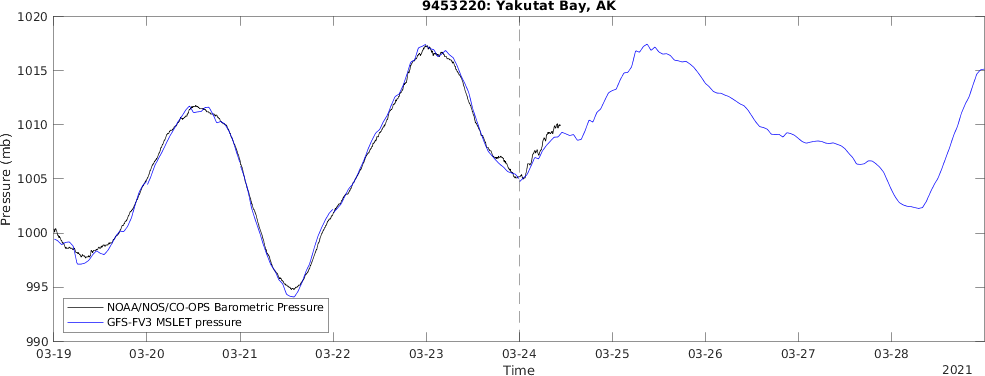 9453220: Yakutat Bay, AK
1020
1015
1010
1005
1000
995
990
Pressure (mb)
NOAA/NOS/CO-OPS Barometric Pressure
GFS-FV3 MSLET pressure
03-19 03-20 03-21 03-22 03-23 03-24 03-25 03-26 03-27 03-28
Time
2021